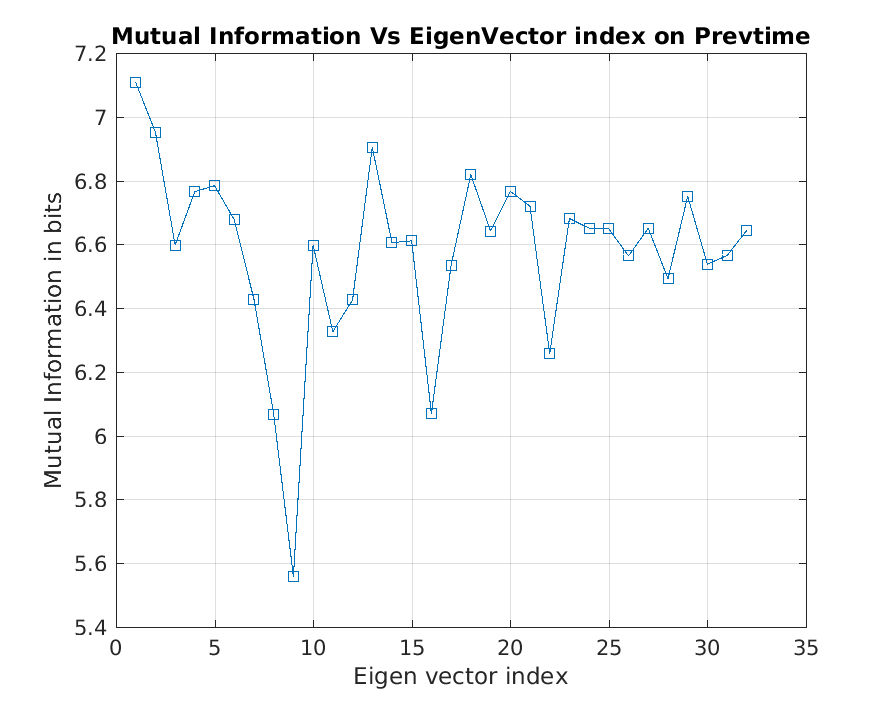 Mutual Information Vs EigenVector index on Prevtime
7.2
7
6.8
6.6
6.4
6.2
6
5.8
5.6
5.4
Mutual Information in bits
0 5 10 15 20 25 30 35
Eigen vector index